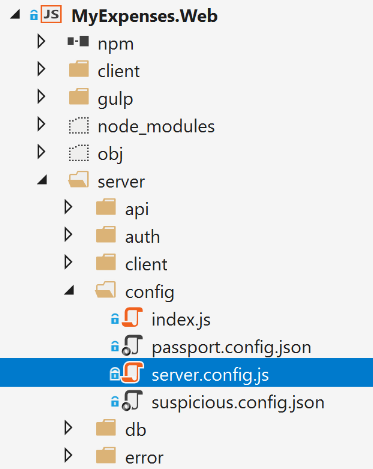 JS MyExpenses.Web
npm
client
gulp
node_modules
obj
server
api
auth
client
config
index.js
passport.config.json
server.config.js
suspicious.config.json
db
error